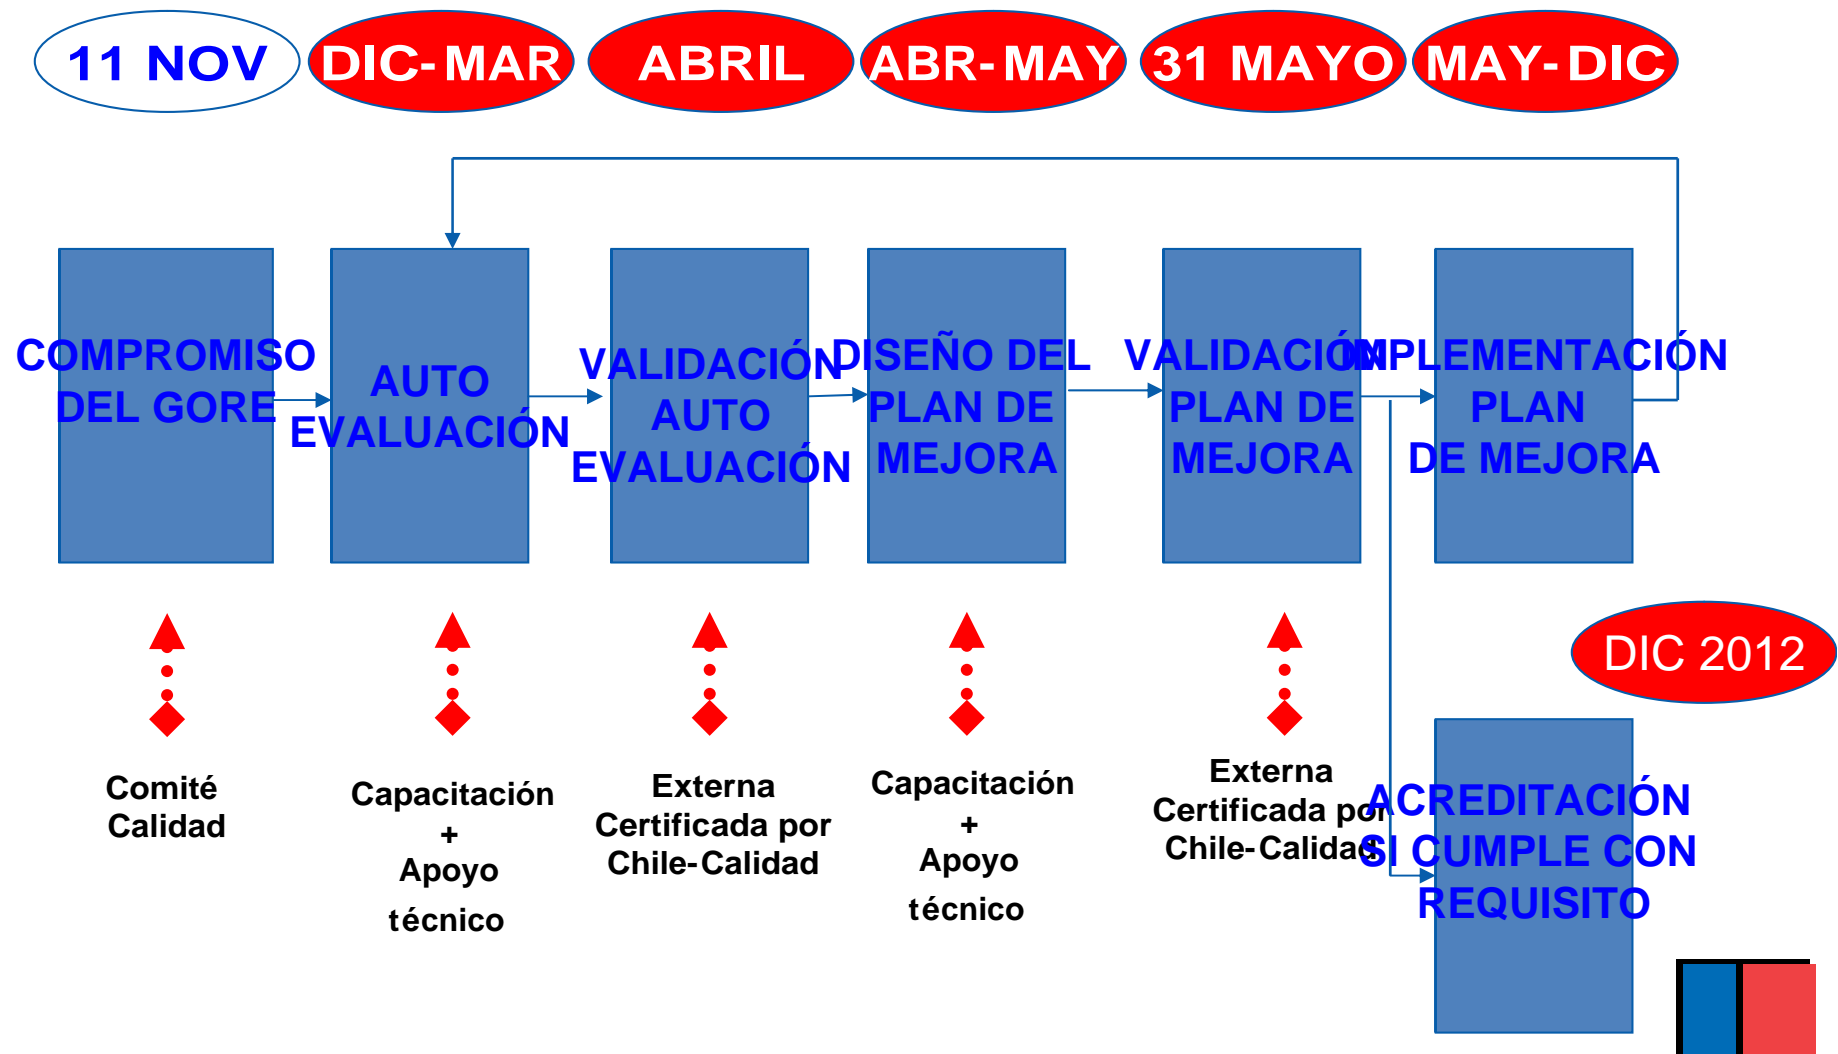 11 NOV
DIC-MAR
ABRIL
ABR-MAY
31 MAYO
MAY-DIC
COMPROMISO
DEL GORE
AUTO
EVALUACIÓN
VALIDACIÓN
AUTO
EVALUACIÓN
DISEÑO DEL
PLAN DE
MEJORA
VALIDACIÓN
PLAN DE
MEJORA
IMPLEMENTACIÓN
PLAN
DE MEJORA
DIC 2012
Comité
Calidad
Capacitación
+
Apoyo
técnico
Externa
Certificada por
Chile-Calidad
Capacitación
+
Apoyo
técnico
Externa
Certificada por
Chile-Calidad
ACREDITACIÓN
SI CUMPLE CON
REQUISITO